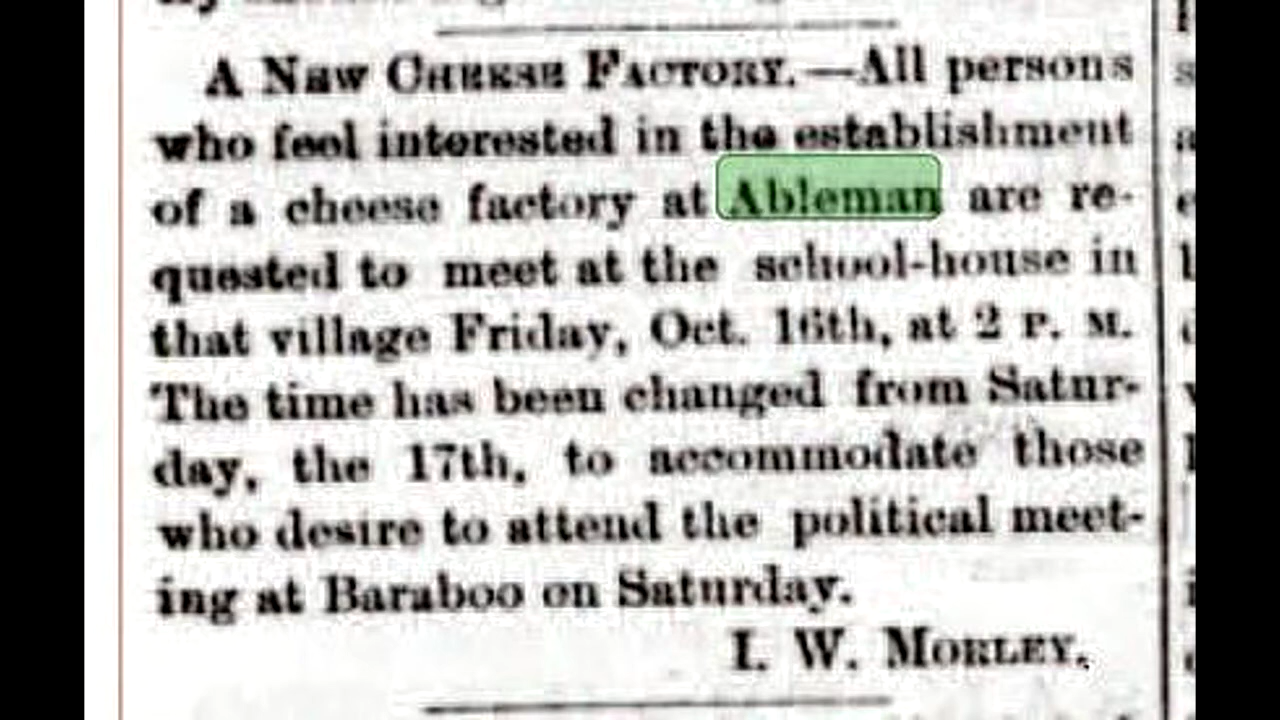 A NEW CHEESE FACTORY.—All persons
who feel interested in the establishment
of a cheese factory at Ableman are re-
quested to meet at the school-house in
that village Friday, Oct. 16th, at 2 P. M.
The time has been changed from Satur-
day, the 17th, to accommodate those
who desire to attend the political meet-
ing at Baraboo on Saturday.
I. W. MORLEY.